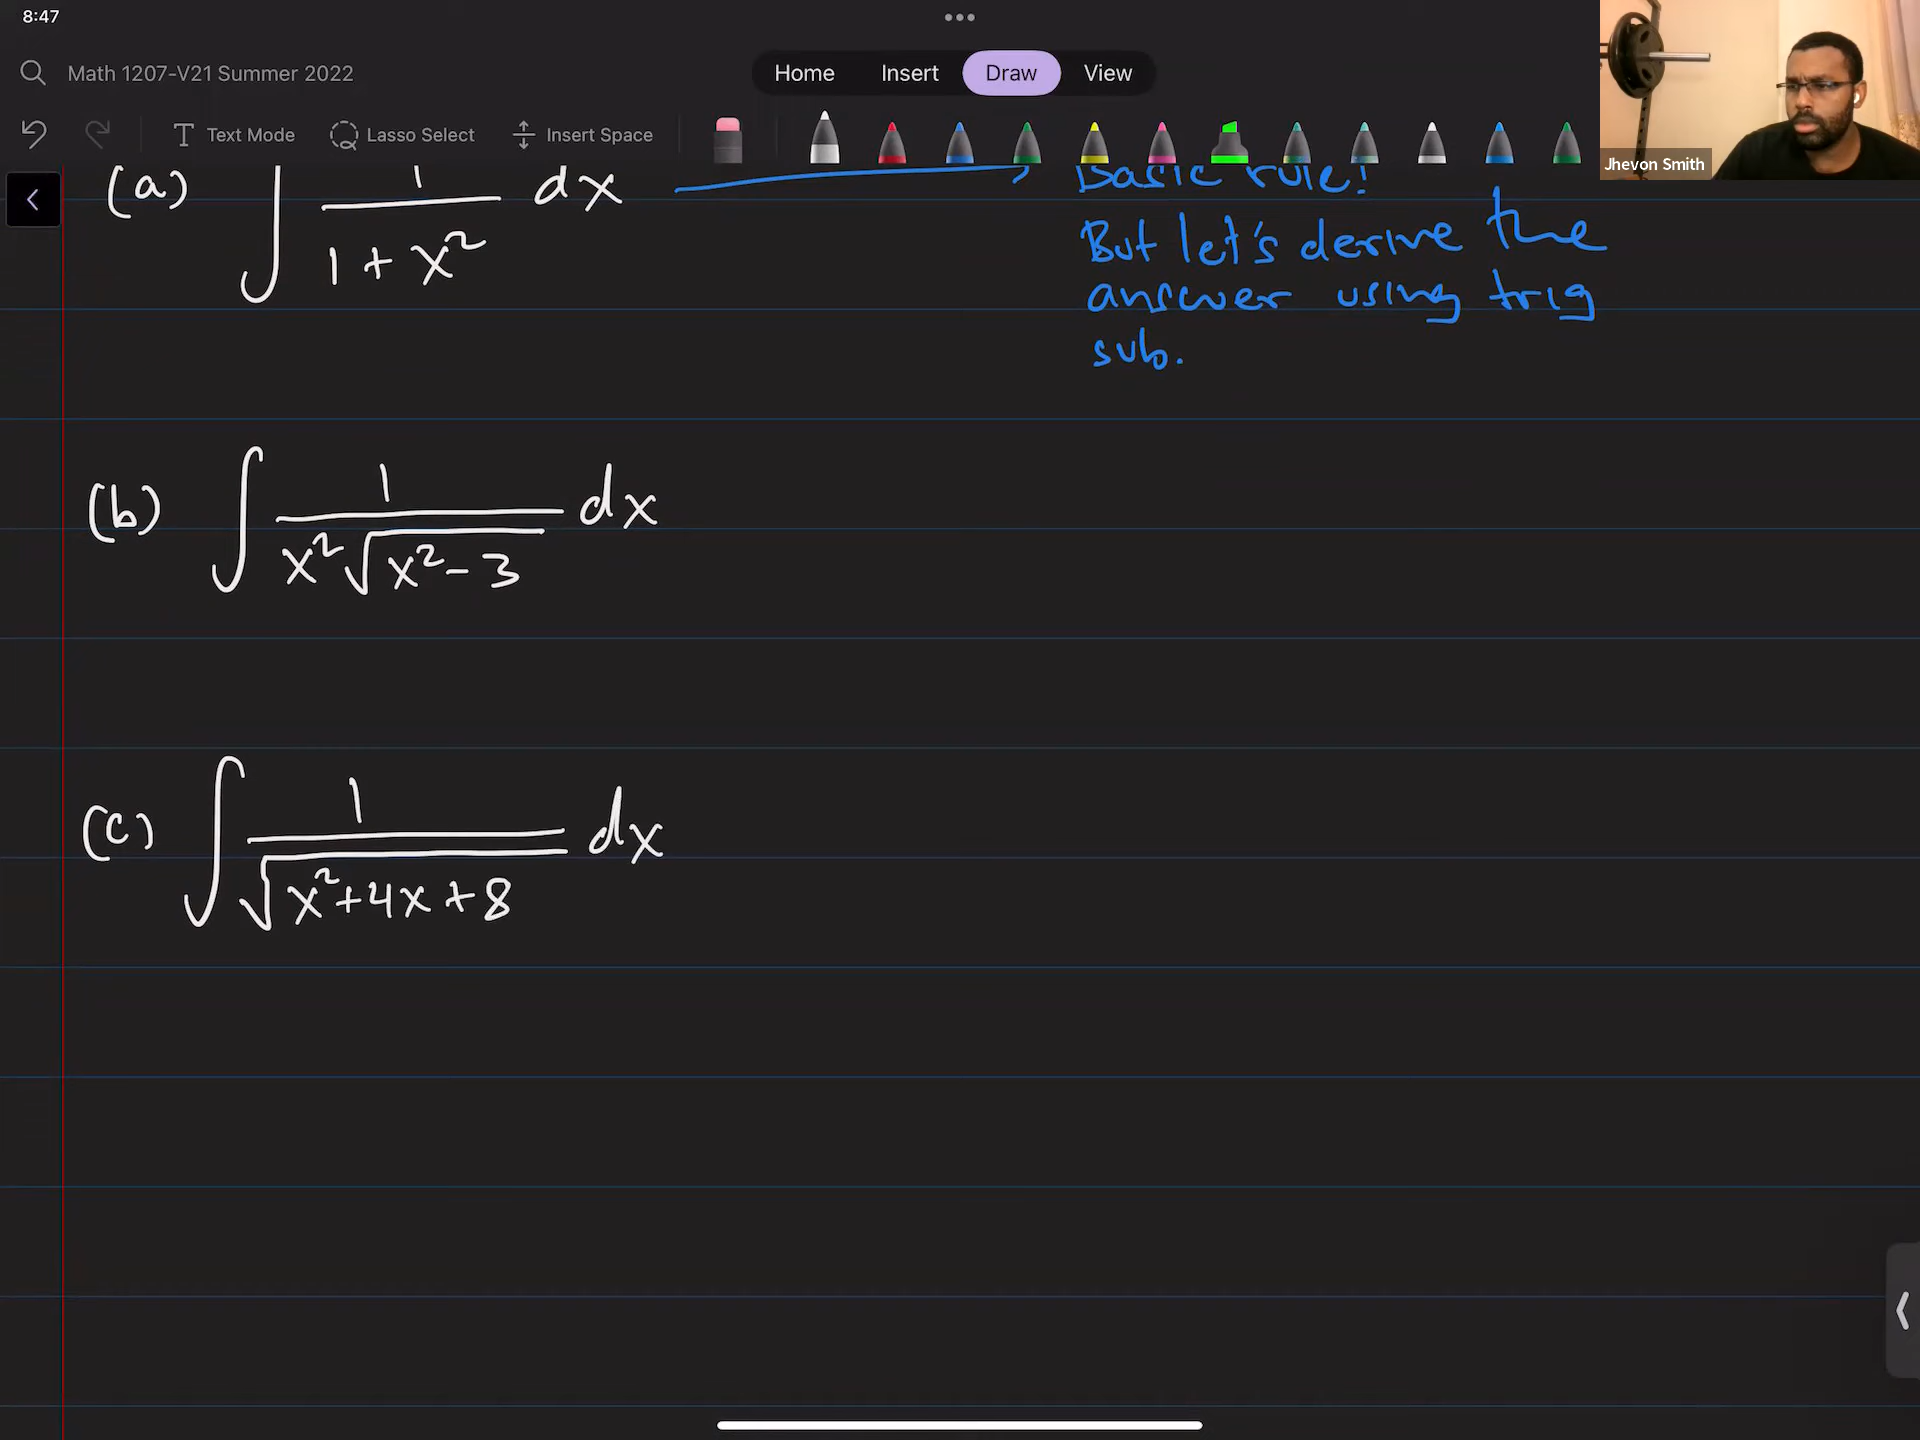 8:47
Math 1207-V21 Summer 2022
Home Insert Draw View
Text Mode Lasso Select Insert Space
Jhevon Smith
(a) ∫ 1/(1 + x²) dx
Basic rule!
But let's derive the
answer using trig
sub.
(b) ∫ 1/(x²√(x² - 3)) dx
(c) ∫ 1/√(x² + 4x + 8) dx